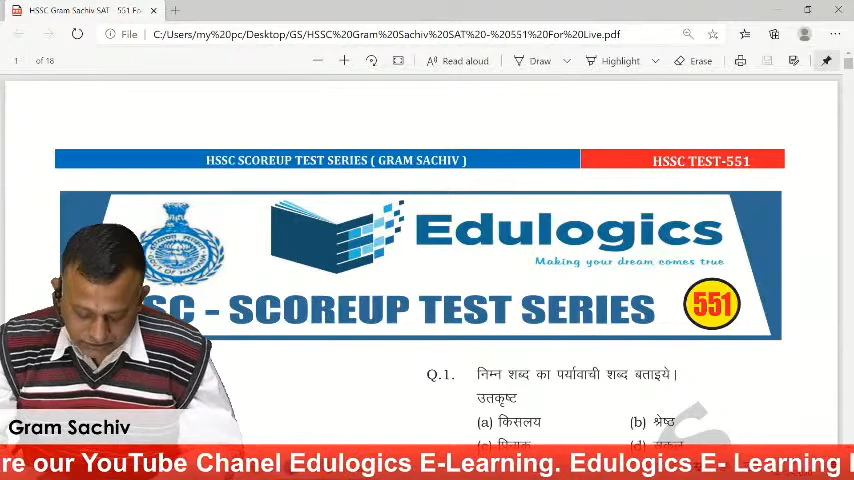 HSSC Gram Sachiv SAT - 551 Fo
File
C:/Users/my%20pc/Desktop/GS/HSSC%20Gram%20Sachiv%20SAT%20-%20551%20For%20Live.pdf
1 of 18
Read aloud
Draw
Highlight
Erase
HSSC SCOREUP TEST SERIES ( GRAM SACHIV )
HSSC TEST-551
Edulogics
Making your dream comes true
SC - SCOREUP TEST SERIES
551
Q.1. निम्न शब्द का पर्यावाची शब्द बताइये।
उत्तकृष्ट
(a) किसलय (b) श्रेष्ठ
Gram Sachiv
re our YouTube Chanel Edulogics E-Learning. Edulogics E- Learning